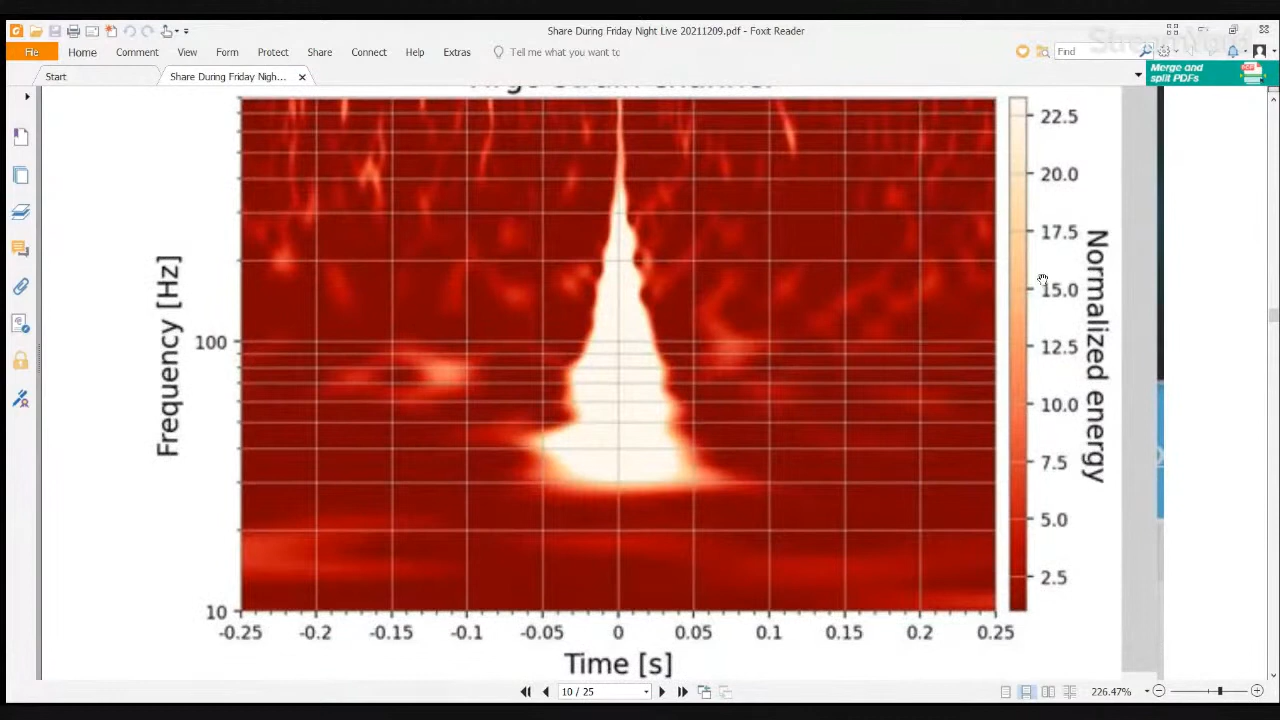 Share During Friday Night Live 20211209.pdf - Foxit Reader
File Home Comment View Form Protect Share Connect Help Extras Tell me what you want to Find
Merge and
split PDFs
Start Share During Friday Nigh...
22.5
20.0
17.5
15.0
12.5
10.0
7.5
5.0
2.5
Normalized energy
Frequency [Hz]
100
10
-0.25 -0.2 -0.15 -0.1 -0.05 0 0.05 0.1 0.15 0.2 0.25
Time [s]
10 / 25
226.47%